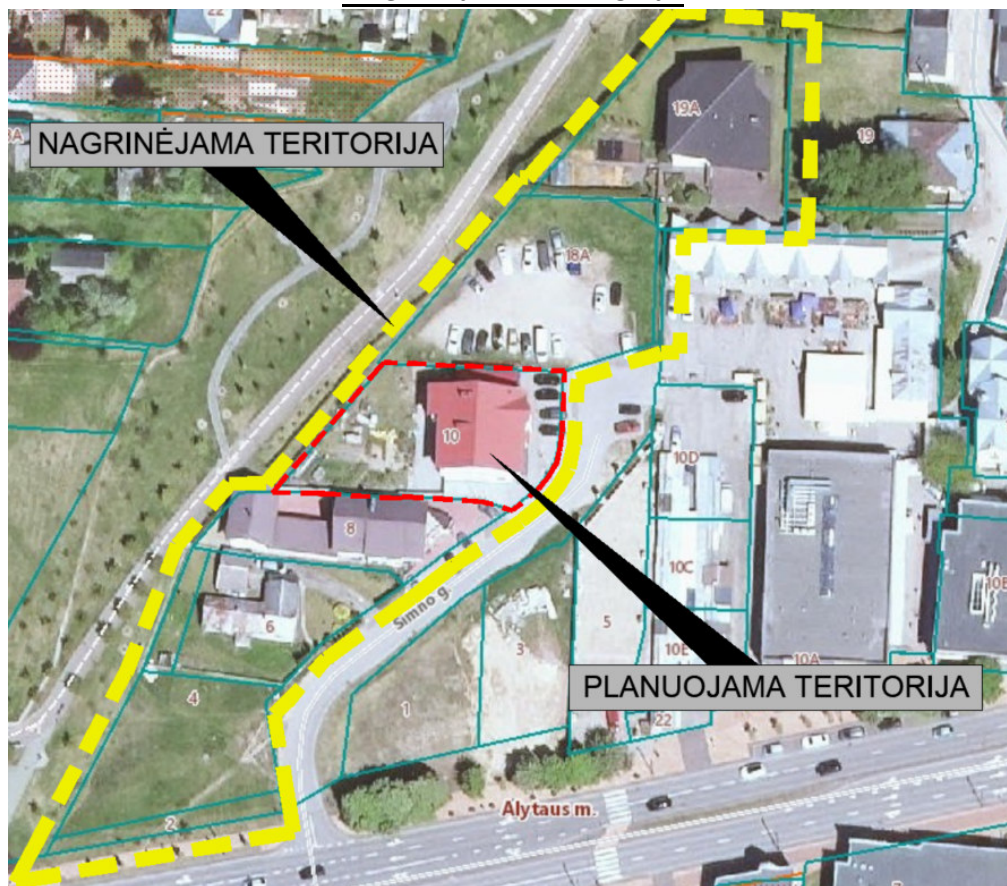 22
19A
19
NAGRINĖJAMA TERITORIJA
18A
10
10D
8
10C
10B
Simno g.
6
5
3
10E
10A
PLANUOJAMA TERITORIJA
4
1
22
Alytaus m.
2